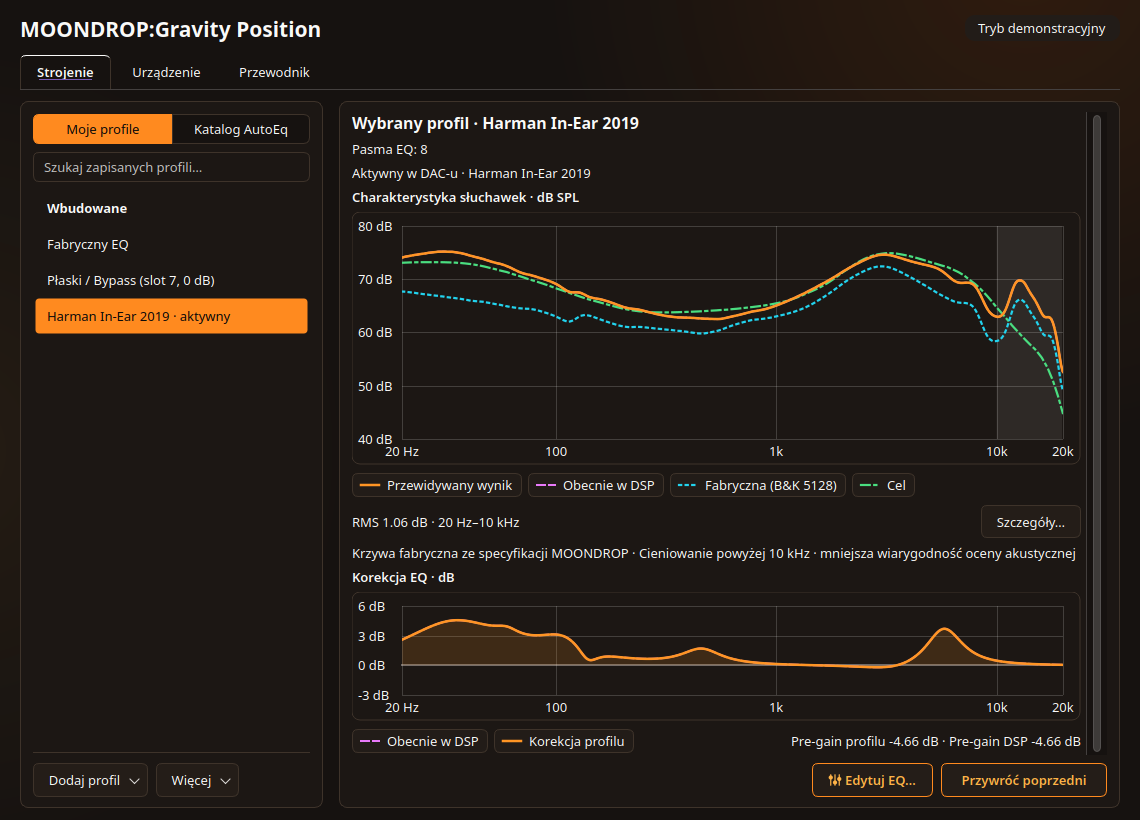 MOONDROP:Gravity Position
Tryb demonstracyjny
Strojenie
Urządzenie
Przewodnik
Moje profile
Katalog AutoEq
Szukaj zapisanych profili...
Wbudowane
Fabryczny EQ
Płaski / Bypass (slot 7, 0 dB)
Harman In-Ear 2019 · aktywny
Dodaj profil
Więcej
Wybrany profil · Harman In-Ear 2019
Pasma EQ: 8
Aktywny w DAC-u · Harman In-Ear 2019
Charakterystyka słuchawek · dB SPL
80 dB
70 dB
60 dB
50 dB
40 dB
20 Hz
100
1k
10k
20k
Przewidywany wynik
Obecnie w DSP
Fabryczna (B&K 5128)
Cel
RMS 1.06 dB · 20 Hz–10 kHz
Szczegóły...
Krzywa fabryczna ze specyfikacji MOONDROP · Cieniowanie powyżej 10 kHz · mniejsza wiarygodność oceny akustycznej
Korekcja EQ · dB
6 dB
3 dB
0 dB
-3 dB
20 Hz
100
1k
10k
20k
Obecnie w DSP
Korekcja profilu
Pre-gain profilu -4.66 dB · Pre-gain DSP -4.66 dB
Edytuj EQ...
Przywróć poprzedni